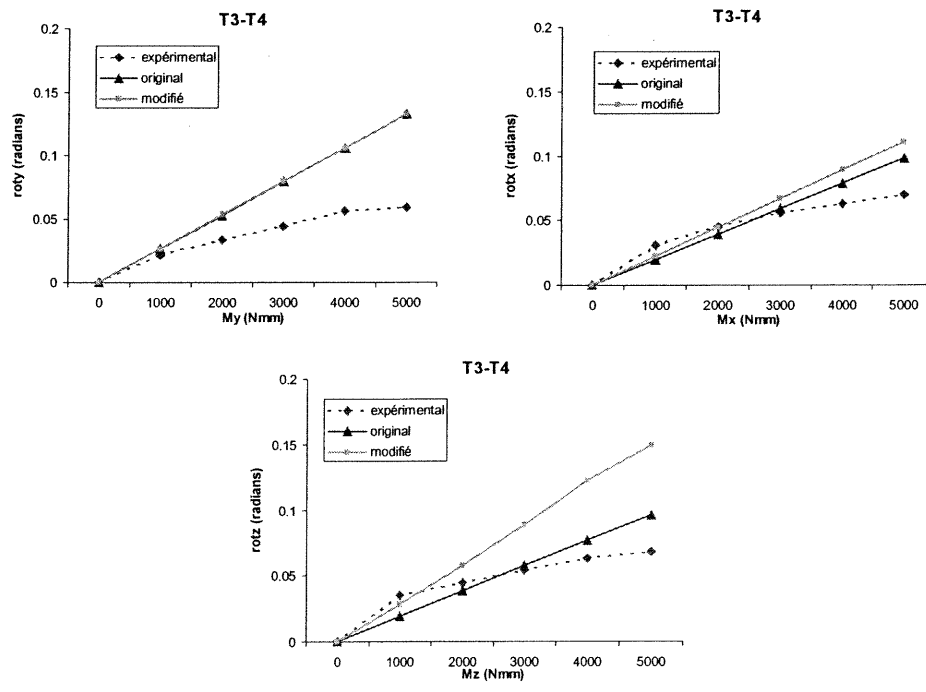 T3-T4
0.2
0.15
0.1
0.05
0
roty (radians)
expérimental
original
modifié
0 1000 2000 3000 4000 5000
My (Nmm)
T3-T4
0.2
0.15
0.1
0.05
0
rotx (radians)
expérimental
original
modifié
0 1000 2000 3000 4000 5000
Mx (Nmm)
T3-T4
0.2
0.15
0.1
0.05
0
rotz (radians)
expérimental
original
modifié
0 1000 2000 3000 4000 5000
Mz (Nmm)